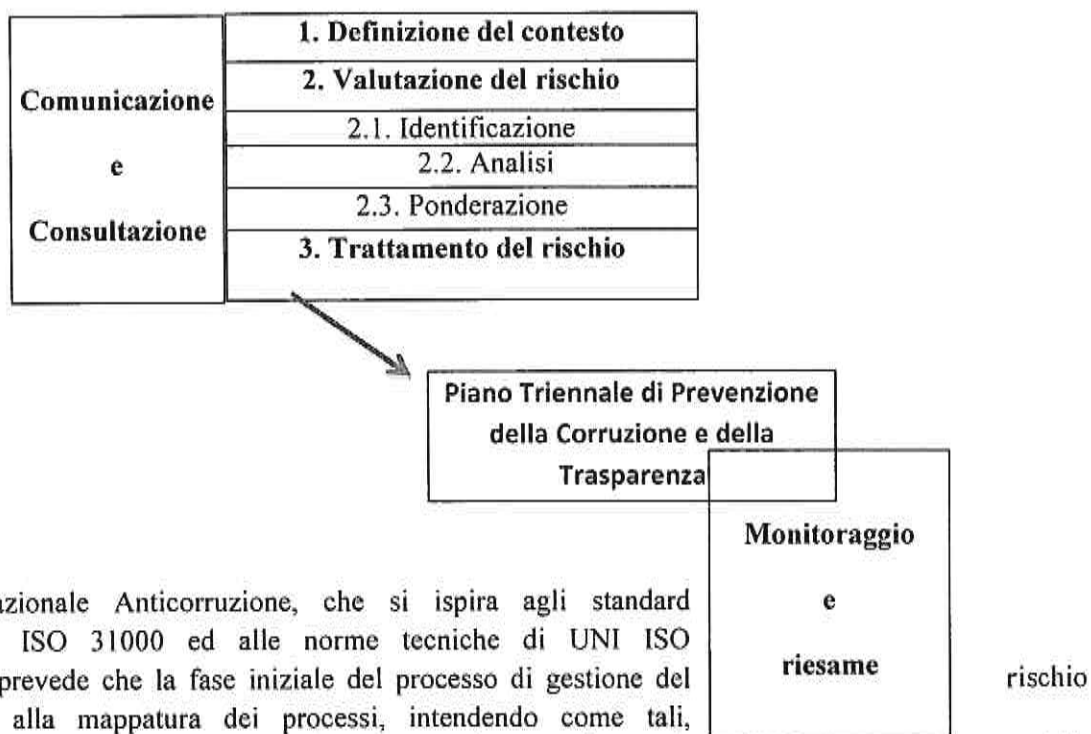 Comunicazione
e
Consultazione
1. Definizione del contesto
2. Valutazione del rischio
2.1. Identificazione
2.2. Analisi
2.3. Ponderazione
3. Trattamento del rischio
Piano Triennale di Prevenzione
della Corruzione e della
Trasparenza
Monitoraggio
e
riesame
azionale Anticorruzione, che si ispira agli standard
ISO 31000 ed alle norme tecniche di UNI ISO
prevede che la fase iniziale del processo di gestione del rischio
alla mappatura dei processi, intendendo come tali,